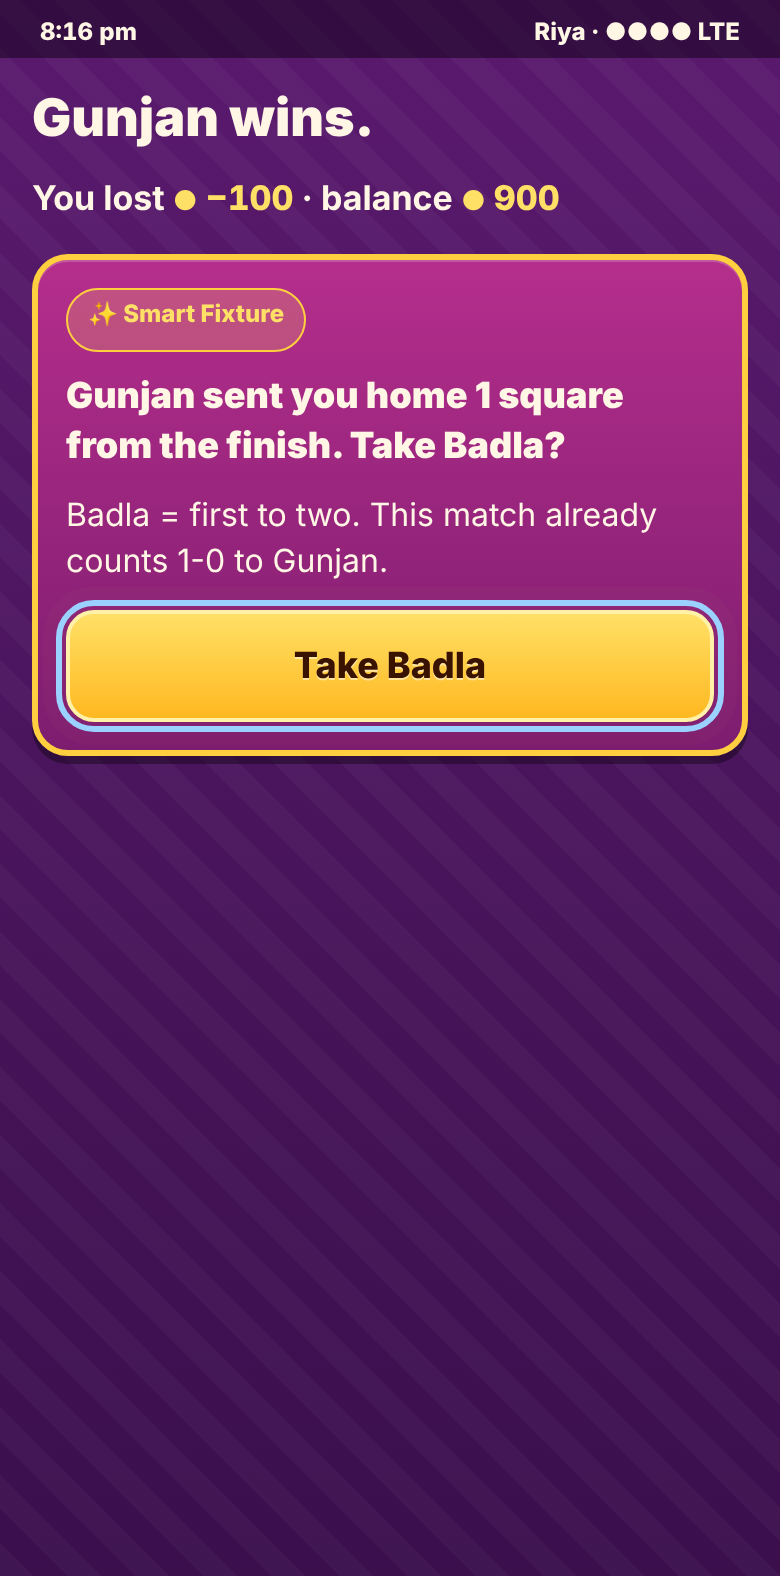 8:16 pm
Riya · ●●●● LTE
Gunjan wins.
You lost ● −100 · balance ● 900
✨ Smart Fixture
Gunjan sent you home 1 square
from the finish. Take Badla?
Badla = first to two. This match already
counts 1-0 to Gunjan.
Take Badla